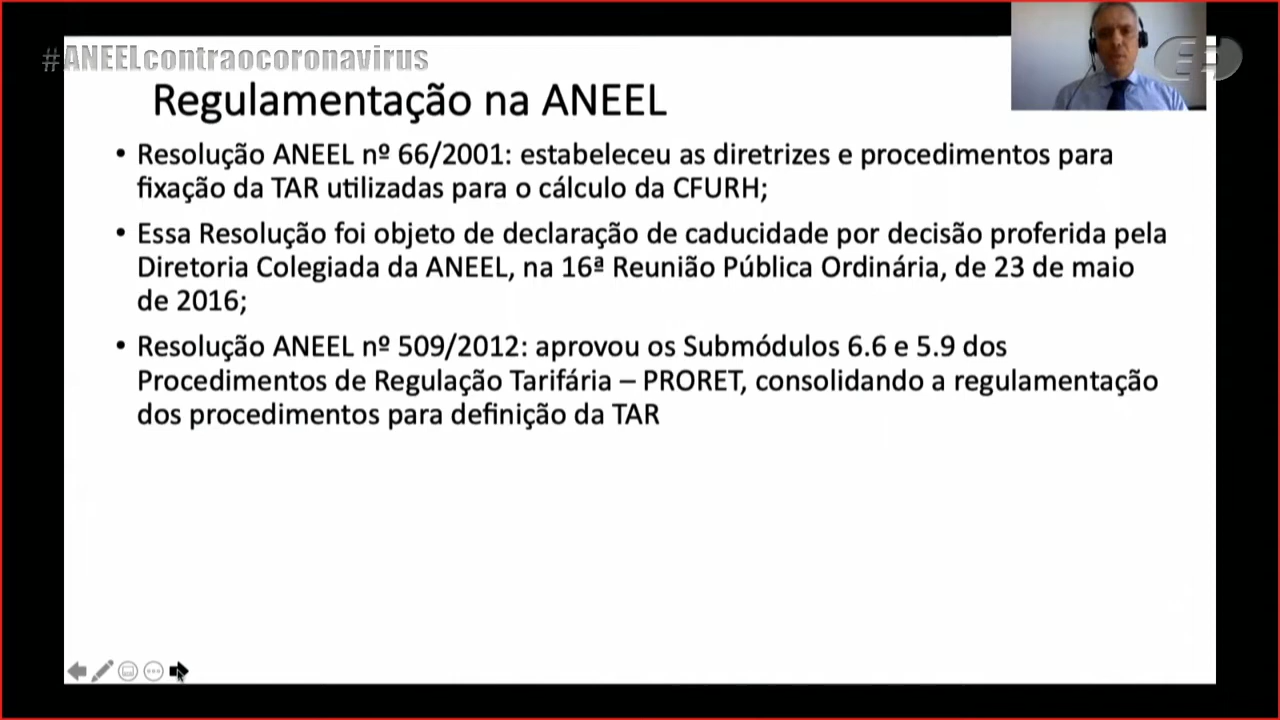 #ANEELcontraocoronavirus
Regulamentação na ANEEL
• Resolução ANEEL nº 66/2001: estabeleceu as diretrizes e procedimentos para
fixação da TAR utilizadas para o cálculo da CFURH;
• Essa Resolução foi objeto de declaração de caducidade por decisão proferida pela
Diretoria Colegiada da ANEEL, na 16ª Reunião Pública Ordinária, de 23 de maio
de 2016;
• Resolução ANEEL nº 509/2012: aprovou os Submódulos 6.6 e 5.9 dos
Procedimentos de Regulação Tarifária – PRORET, consolidando a regulamentação
dos procedimentos para definição da TAR